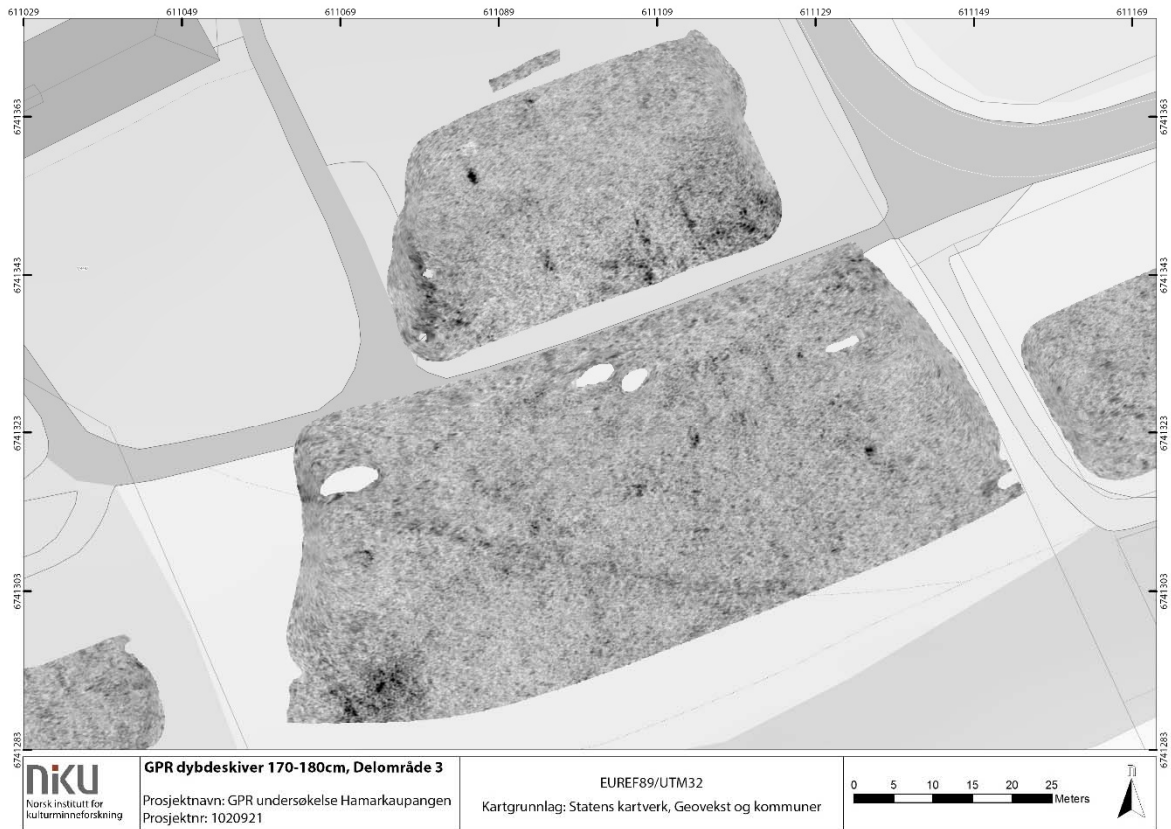 611029 611049 611069 611089 611109 611129 611149 611169
6741363 6741363
6741343 6741343
6741323 6741323
6741303 6741303
6741283 6741283
niku
Norsk institutt for
kulturminneforskning
GPR dybdeskiver 170-180cm, Delområde 3
Prosjektnavn: GPR undersøkelse Hamarkaupangen
Prosjektnr: 1020921
EUREF89/UTM32
Kartgrunnlag: Statens kartverk, Geovekst og kommuner
0 5 10 15 20 25
Meters